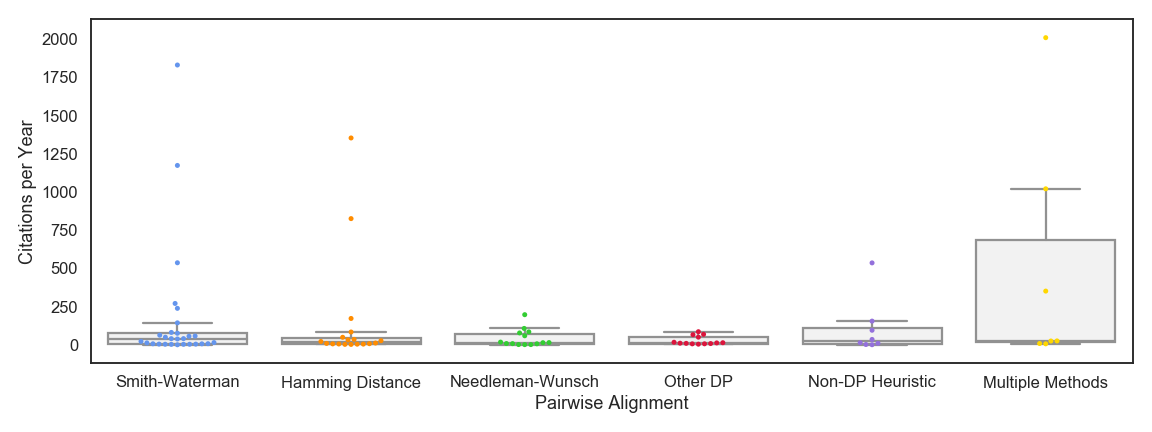 2000
1750
1500
1250
1000
750
500
250
0
Citations per Year
Smith-Waterman
Hamming Distance
Needleman-Wunsch
Other DP
Non-DP Heuristic
Multiple Methods
Pairwise Alignment